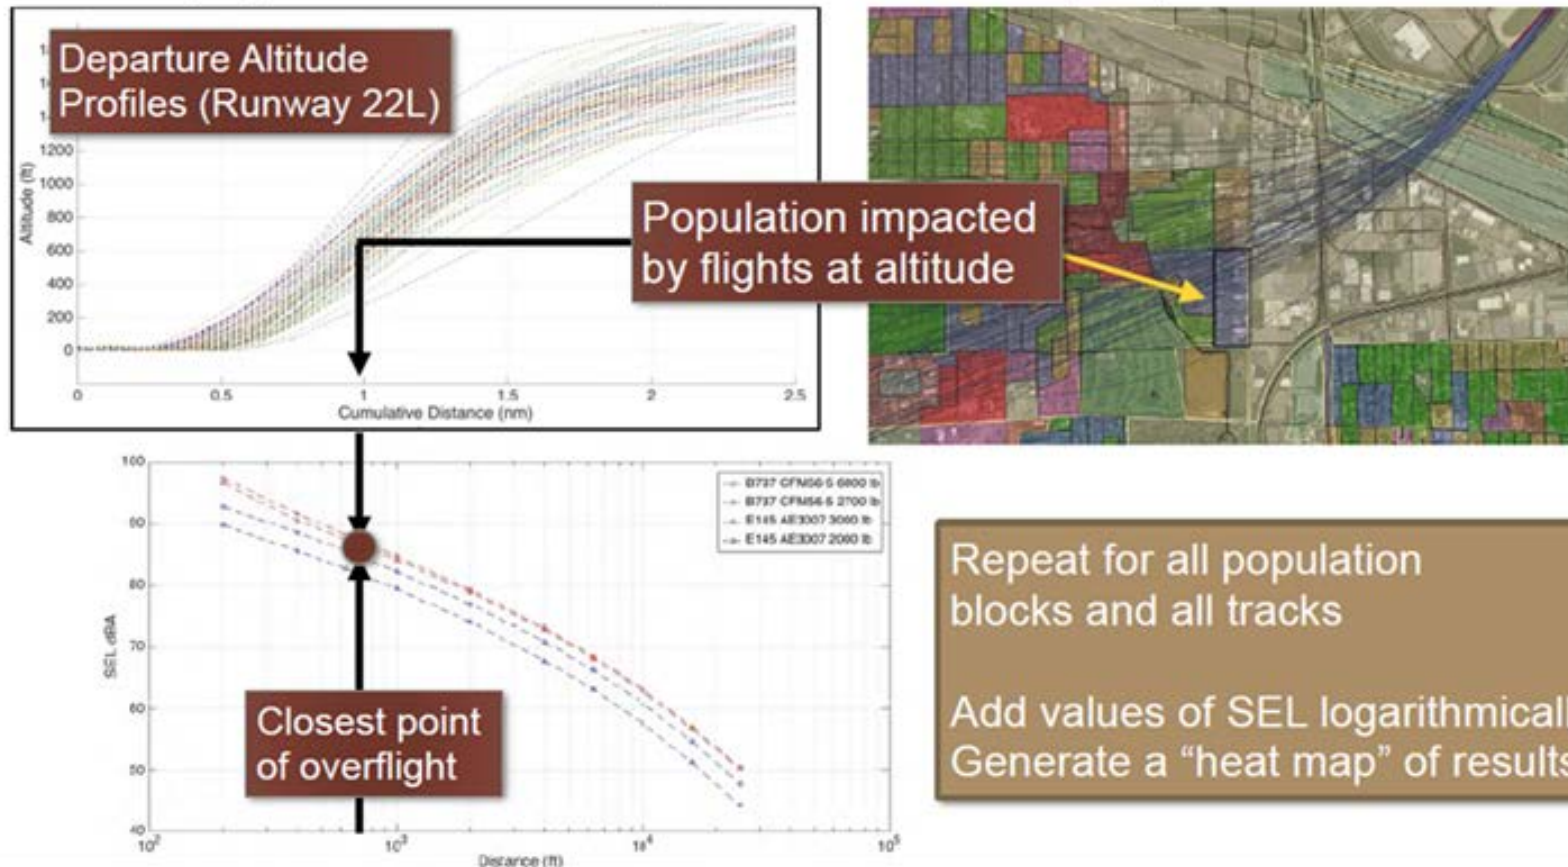 Departure Altitude
Profiles (Runway 22L)
1200
1000
800
600
400
200
0
Altitude (ft)
0 0.5 1 1.5 2 2.5
Cumulative Distance (nm)
Population impacted
by flights at altitude
100
90
80
70
60
50
40
SEL dBA
B737 CFM56-5 6800 lb
B737 CFM56-5 2700 lb
E145 AE3007 3000 lb
E145 AE3007 2000 lb
Closest point
of overflight
10² 10³ 10⁴ 10⁵
Distance (ft)
Repeat for all population
blocks and all tracks
Add values of SEL logarithmicall
Generate a “heat map” of results